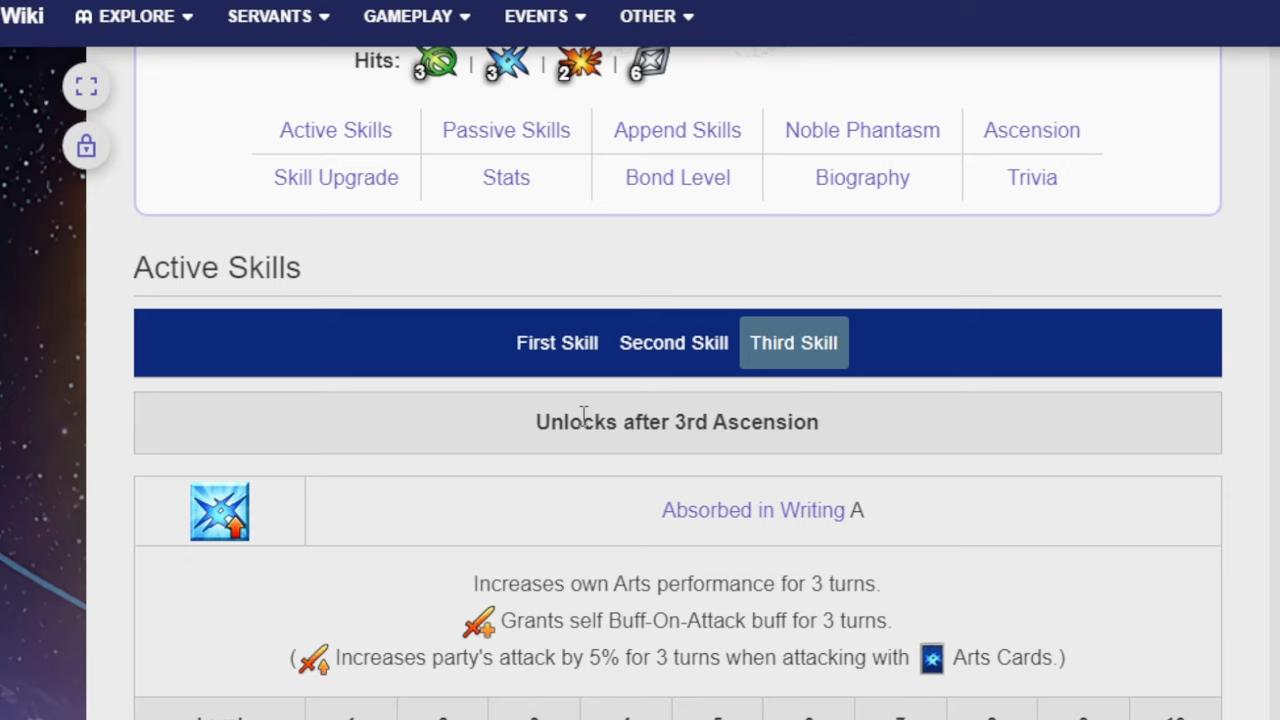 Wiki EXPLORE SERVANTS GAMEPLAY EVENTS OTHER
Hits: 3 | 3 | 2 | 6
Active Skills Passive Skills Append Skills Noble Phantasm Ascension
Skill Upgrade Stats Bond Level Biography Trivia
Active Skills
First Skill Second Skill Third Skill
Unlocks after 3rd Ascension
Absorbed in Writing A
Increases own Arts performance for 3 turns.
Grants self Buff-On-Attack buff for 3 turns.
(Increases party's attack by 5% for 3 turns when attacking with Arts Cards.)